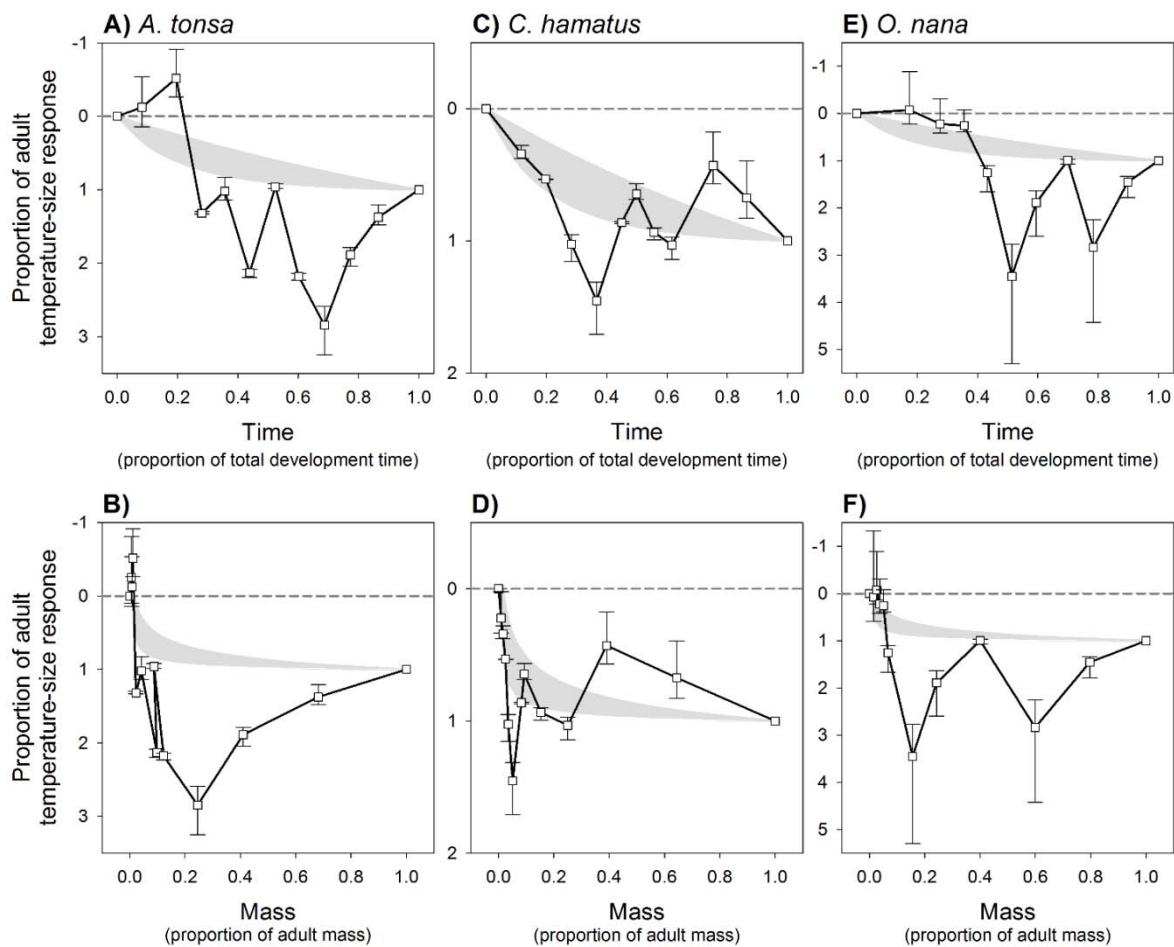 A) A. tonsa
-1
0
1
2
3
0.0 0.2 0.4 0.6 0.8 1.0
Proportion of adult
temperature-size response
Time
(proportion of total development time)
C) C. hamatus
0
1
2
0.0 0.2 0.4 0.6 0.8 1.0
Time
(proportion of total development time)
E) O. nana
-1
0
1
2
3
4
5
0.0 0.2 0.4 0.6 0.8 1.0
Time
(proportion of total development time)
B)
-1
0
1
2
3
0.0 0.2 0.4 0.6 0.8 1.0
Proportion of adult
temperature-size response
Mass
(proportion of adult mass)
D)
0
1
2
0.0 0.2 0.4 0.6 0.8 1.0
Mass
(proportion of adult mass)
F)
-1
0
1
2
3
4
5
0.0 0.2 0.4 0.6 0.8 1.0
Mass
(proportion of adult mass)